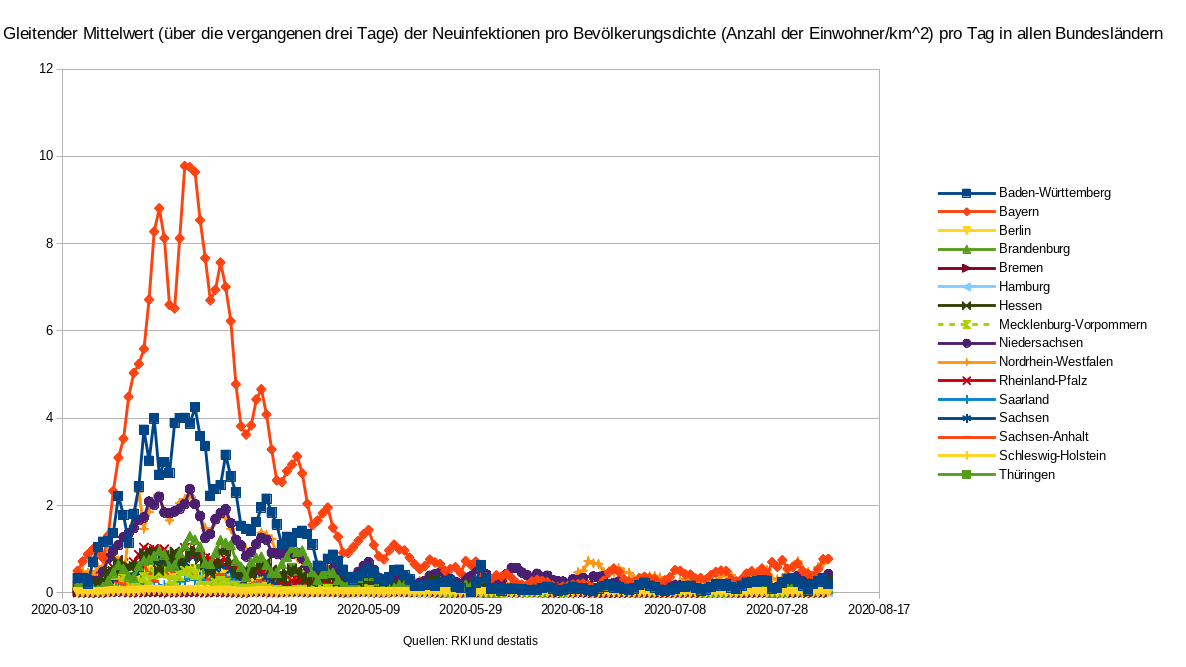 Gleitender Mittelwert (über die vergangenen drei Tage) der Neuinfektionen pro Bevölkerungsdichte (Anzahl der Einwohner/km^2) pro Tag in allen Bundesländern
12
10
8
6
4
2
0
2020-03-10 2020-03-30 2020-04-19 2020-05-09 2020-05-29 2020-06-18 2020-07-08 2020-07-28 2020-08-17
Baden-Württemberg
Bayern
Berlin
Brandenburg
Bremen
Hamburg
Hessen
Mecklenburg-Vorpommern
Niedersachsen
Nordrhein-Westfalen
Rheinland-Pfalz
Saarland
Sachsen
Sachsen-Anhalt
Schleswig-Holstein
Thüringen
Quellen: RKI und destatis